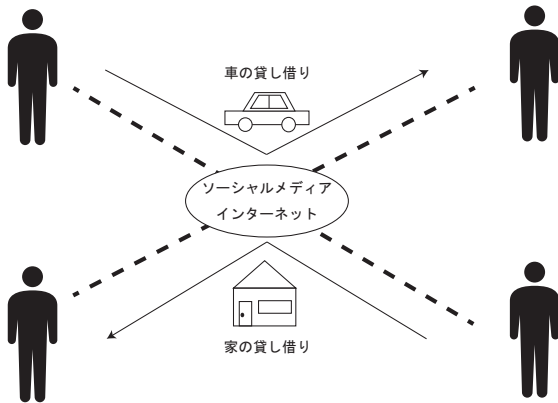 車の貸し借り
ソーシャルメディア
インターネット
家の貸し借り